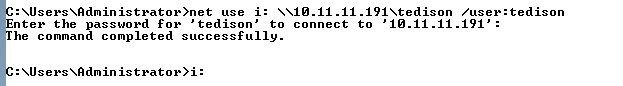 C:\Users\Administrator>net use i: \\10.11.11.191\tedison /user:tedison
Enter the password for 'tedison' to connect to '10.11.11.191':
The command completed successfully.
C:\Users\Administrator>i: